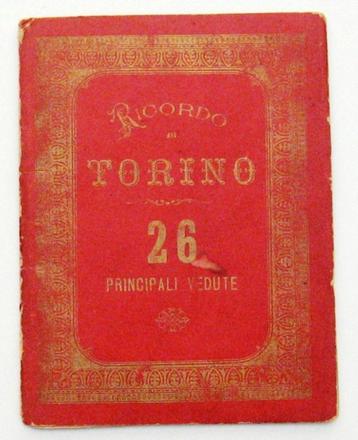 Ricordo
di
TORINO
26
PRINCIPALI VEDUTE